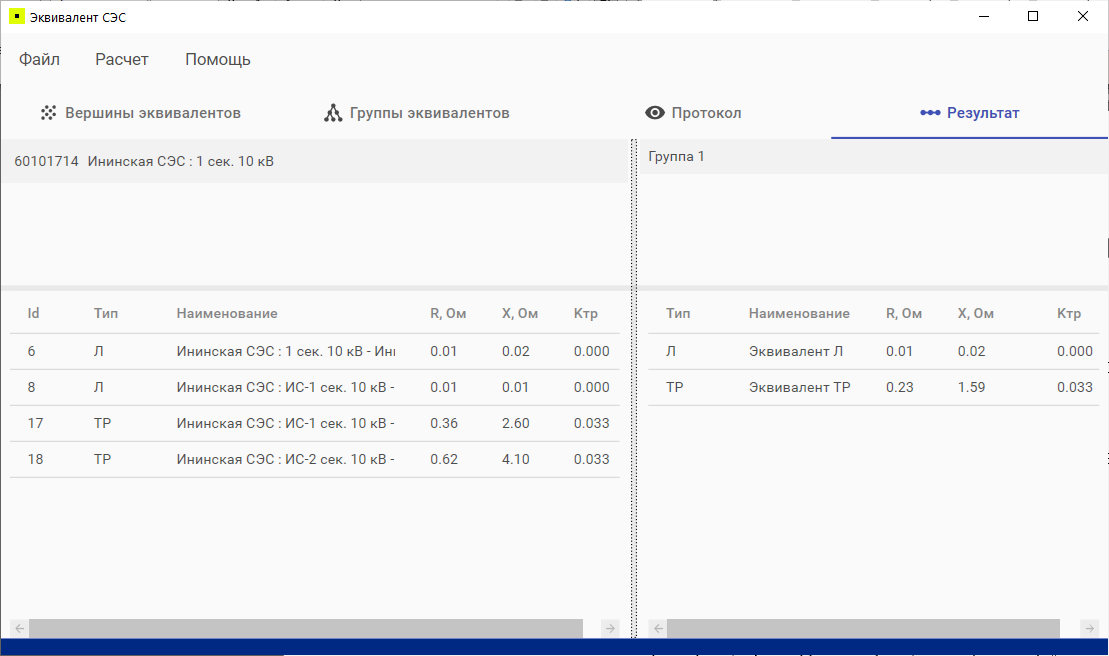 Эквивалент СЭС
Файл Расчет Помощь
Вершины эквивалентов Группы эквивалентов Протокол Результат
60101714 Ининская СЭС : 1 сек. 10 кВ
Группа 1
Id Тип Наименование R, Ом X, Ом Ктр
6 Л Ининская СЭС : 1 сек. 10 кВ - Ини 0.01 0.02 0.000
8 Л Ининская СЭС : ИС-1 сек. 10 кВ - 0.01 0.01 0.000
17 ТР Ининская СЭС : ИС-1 сек. 10 кВ - 0.36 2.60 0.033
18 ТР Ининская СЭС : ИС-2 сек. 10 кВ - 0.62 4.10 0.033
Тип Наименование R, Ом X, Ом Ктр
Л Эквивалент Л 0.01 0.02 0.000
ТР Эквивалент ТР 0.23 1.59 0.033